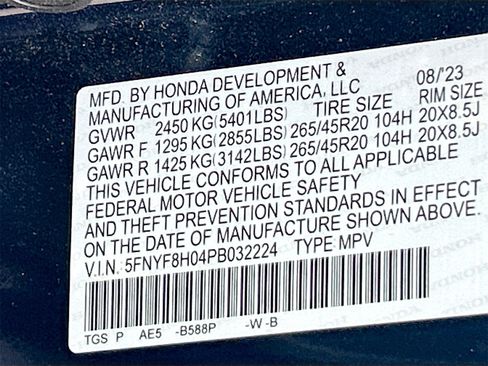 MFD. BY HONDA DEVELOPMENT & 08/'23
MANUFACTURING OF AMERICA, LLC
TIRE SIZE RIM SIZE
GVWR 2450 KG (5401LBS)
GAWR F 1295 KG (2855LBS) 265/45R20 104H 20X8.5J
GAWR R 1425 KG (3142LBS) 265/45R20 104H 20X8.5J
THIS VEHICLE CONFORMS TO ALL APPLICABLE
FEDERAL MOTOR VEHICLE SAFETY
AND THEFT PREVENTION STANDARDS IN EFFECT
ON THE DATE OF MANUFACTURE SHOWN ABOVE.
V.I.N. 5FNYF8H04PB032224 TYPE: MPV
TGS P AE5 -B588P -W -B